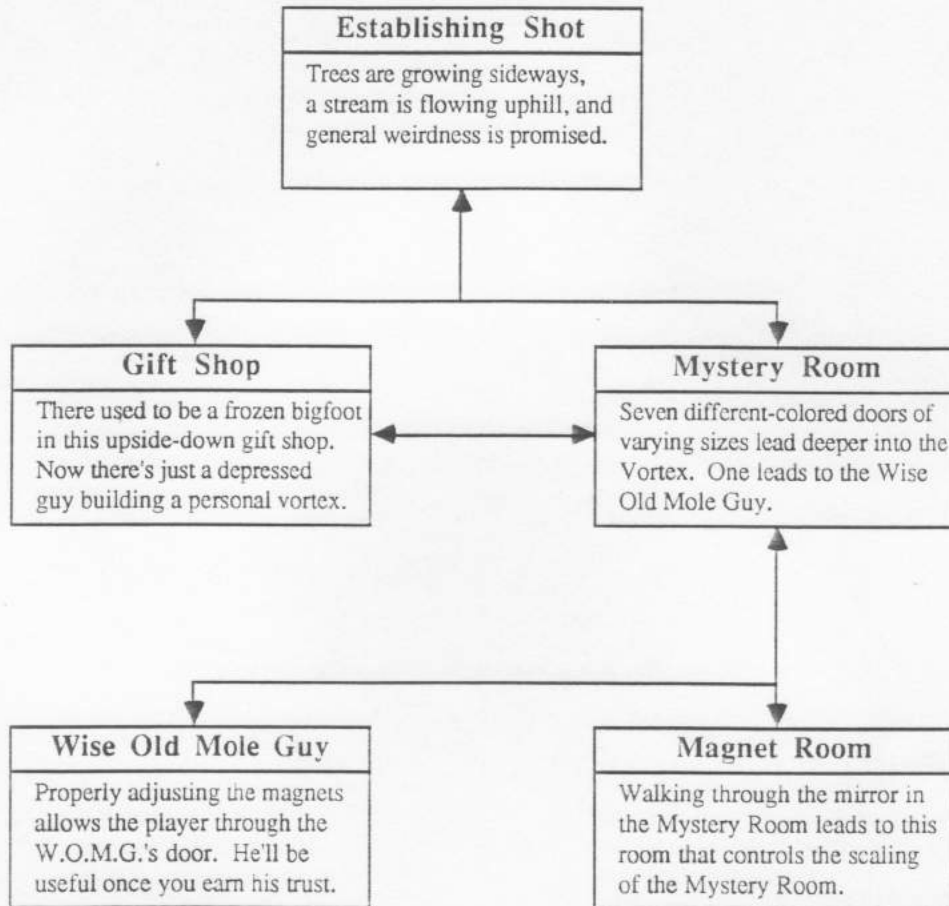 Establishing Shot
Trees are growing sideways,
a stream is flowing uphill, and
general weirdness is promised.
Gift Shop
There used to be a frozen bigfoot
in this upside-down gift shop.
Now there's just a depressed
guy building a personal vortex.
Mystery Room
Seven different-colored doors of
varying sizes lead deeper into the
Vortex. One leads to the Wise
Old Mole Guy.
Wise Old Mole Guy
Properly adjusting the magnets
allows the player through the
W.O.M.G.'s door. He'll be
useful once you earn his trust.
Magnet Room
Walking through the mirror in
the Mystery Room leads to this
room that controls the scaling
of the Mystery Room.